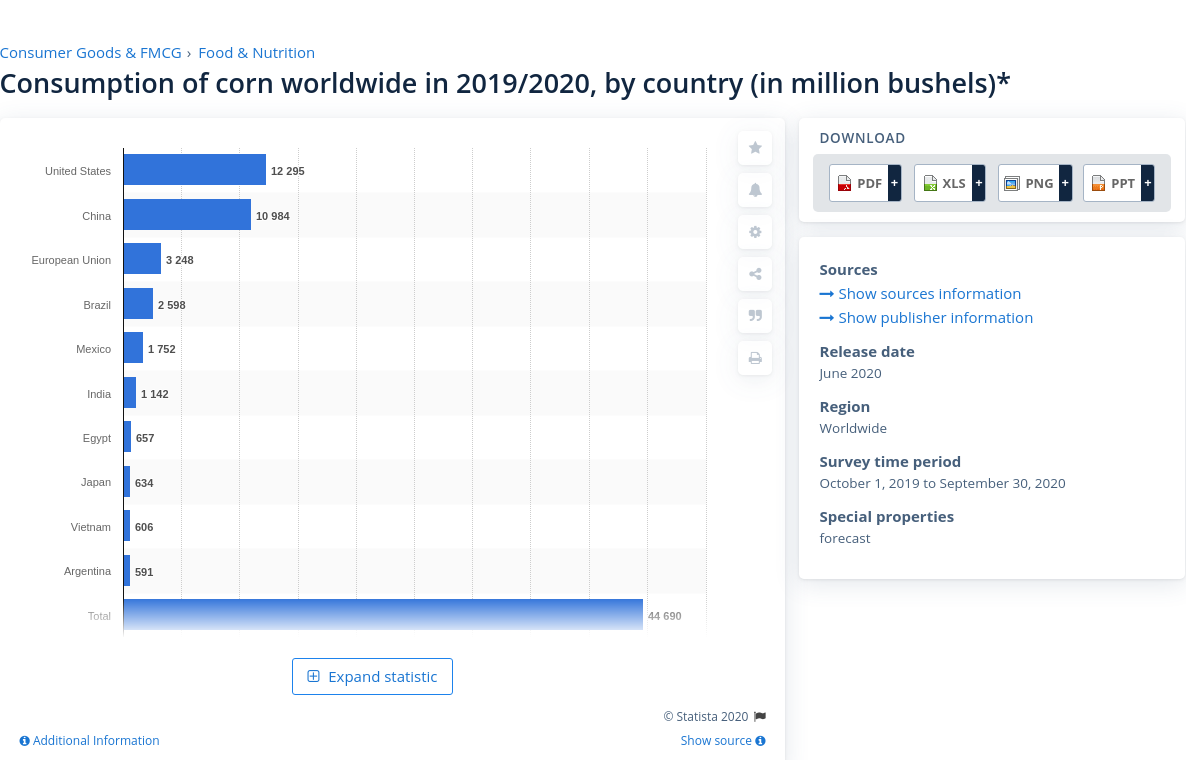 Consumer Goods & FMCG › Food & Nutrition
Consumption of corn worldwide in 2019/2020, by country (in million bushels)*
United States 12 295
China 10 984
European Union 3 248
Brazil 2 598
Mexico 1 752
India 1 142
Egypt 657
Japan 634
Vietnam 606
Argentina 591
Total 44 690
Expand statistic
© Statista 2020
Additional Information
Show source
DOWNLOAD
PDF + XLS + PNG + PPT +
Sources
Show sources information
Show publisher information
Release date
June 2020
Region
Worldwide
Survey time period
October 1, 2019 to September 30, 2020
Special properties
forecast